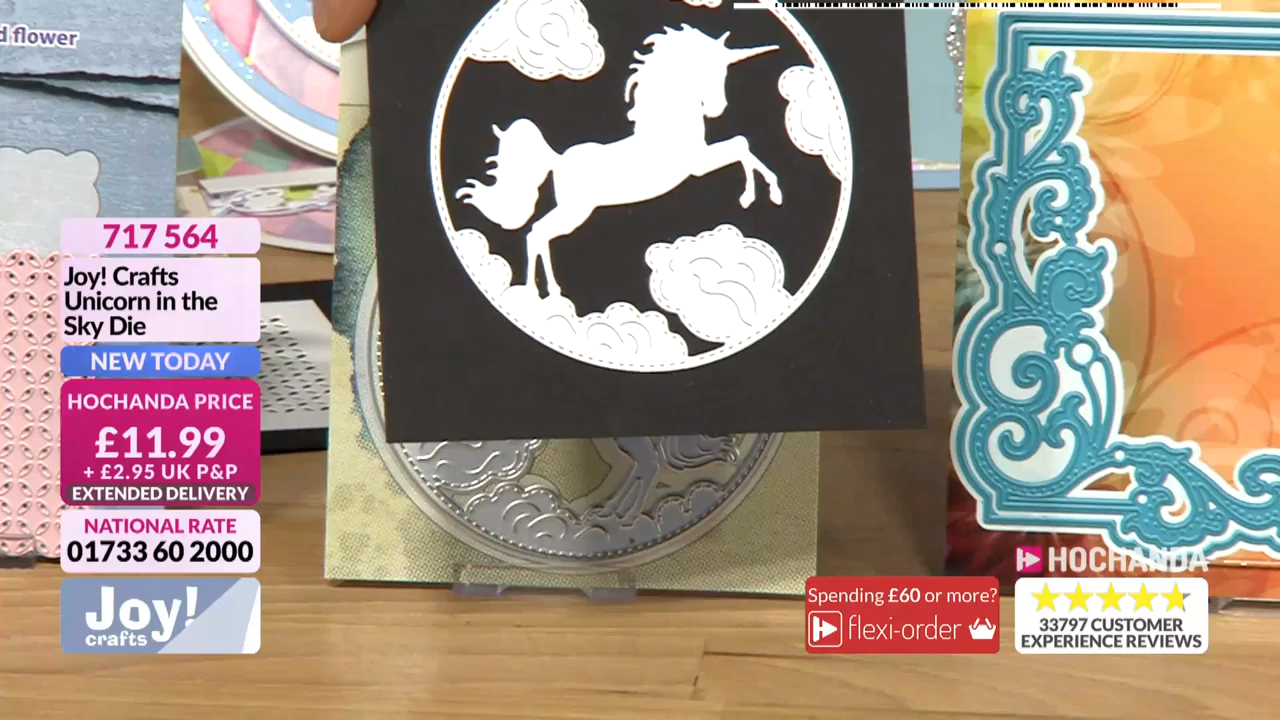 d flower
717 564
Joy! Crafts
Unicorn in the
Sky Die
NEW TODAY
HOCHANDA PRICE
£11.99
+ £2.95 UK P&P
EXTENDED DELIVERY
NATIONAL RATE
01733 60 2000
Joy!
crafts
HOCHANDA
Spending £60 or more?
flexi-order
33797 CUSTOMER
EXPERIENCE REVIEWS